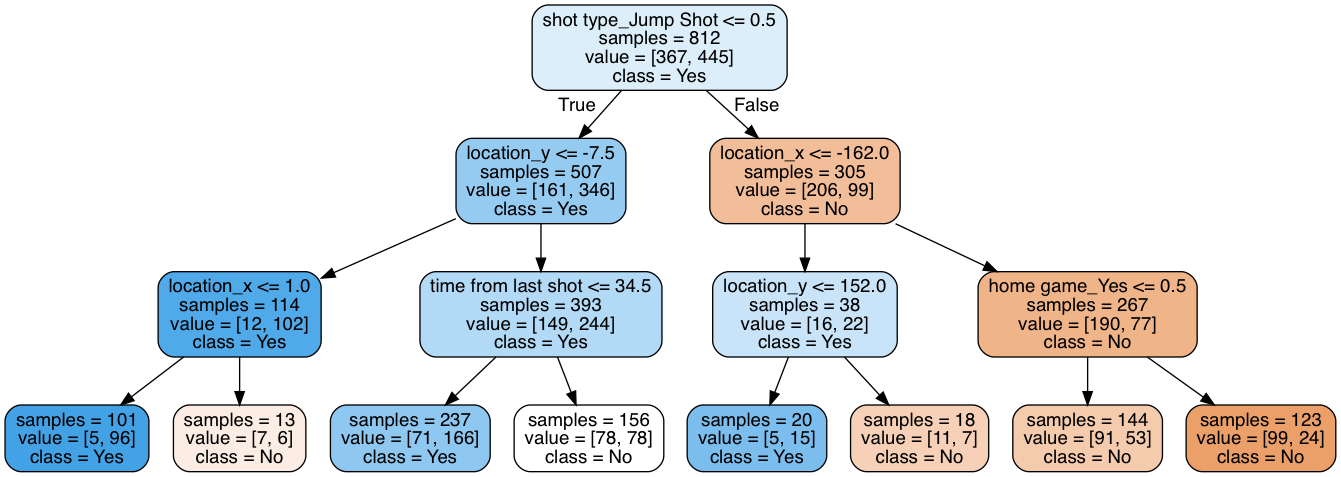 shot type_Jump Shot <= 0.5
samples = 812
value = [367, 445]
class = Yes
True
False
location_y <= -7.5
samples = 507
value = [161, 346]
class = Yes
location_x <= -162.0
samples = 305
value = [206, 99]
class = No
location_x <= 1.0
samples = 114
value = [12, 102]
class = Yes
time from last shot <= 34.5
samples = 393
value = [149, 244]
class = Yes
location_y <= 152.0
samples = 38
value = [16, 22]
class = Yes
home game_Yes <= 0.5
samples = 267
value = [190, 77]
class = No
samples = 101
value = [5, 96]
class = Yes
samples = 13
value = [7, 6]
class = No
samples = 237
value = [71, 166]
class = Yes
samples = 156
value = [78, 78]
class = No
samples = 20
value = [5, 15]
class = Yes
samples = 18
value = [11, 7]
class = No
samples = 144
value = [91, 53]
class = No
samples = 123
value = [99, 24]
class = No